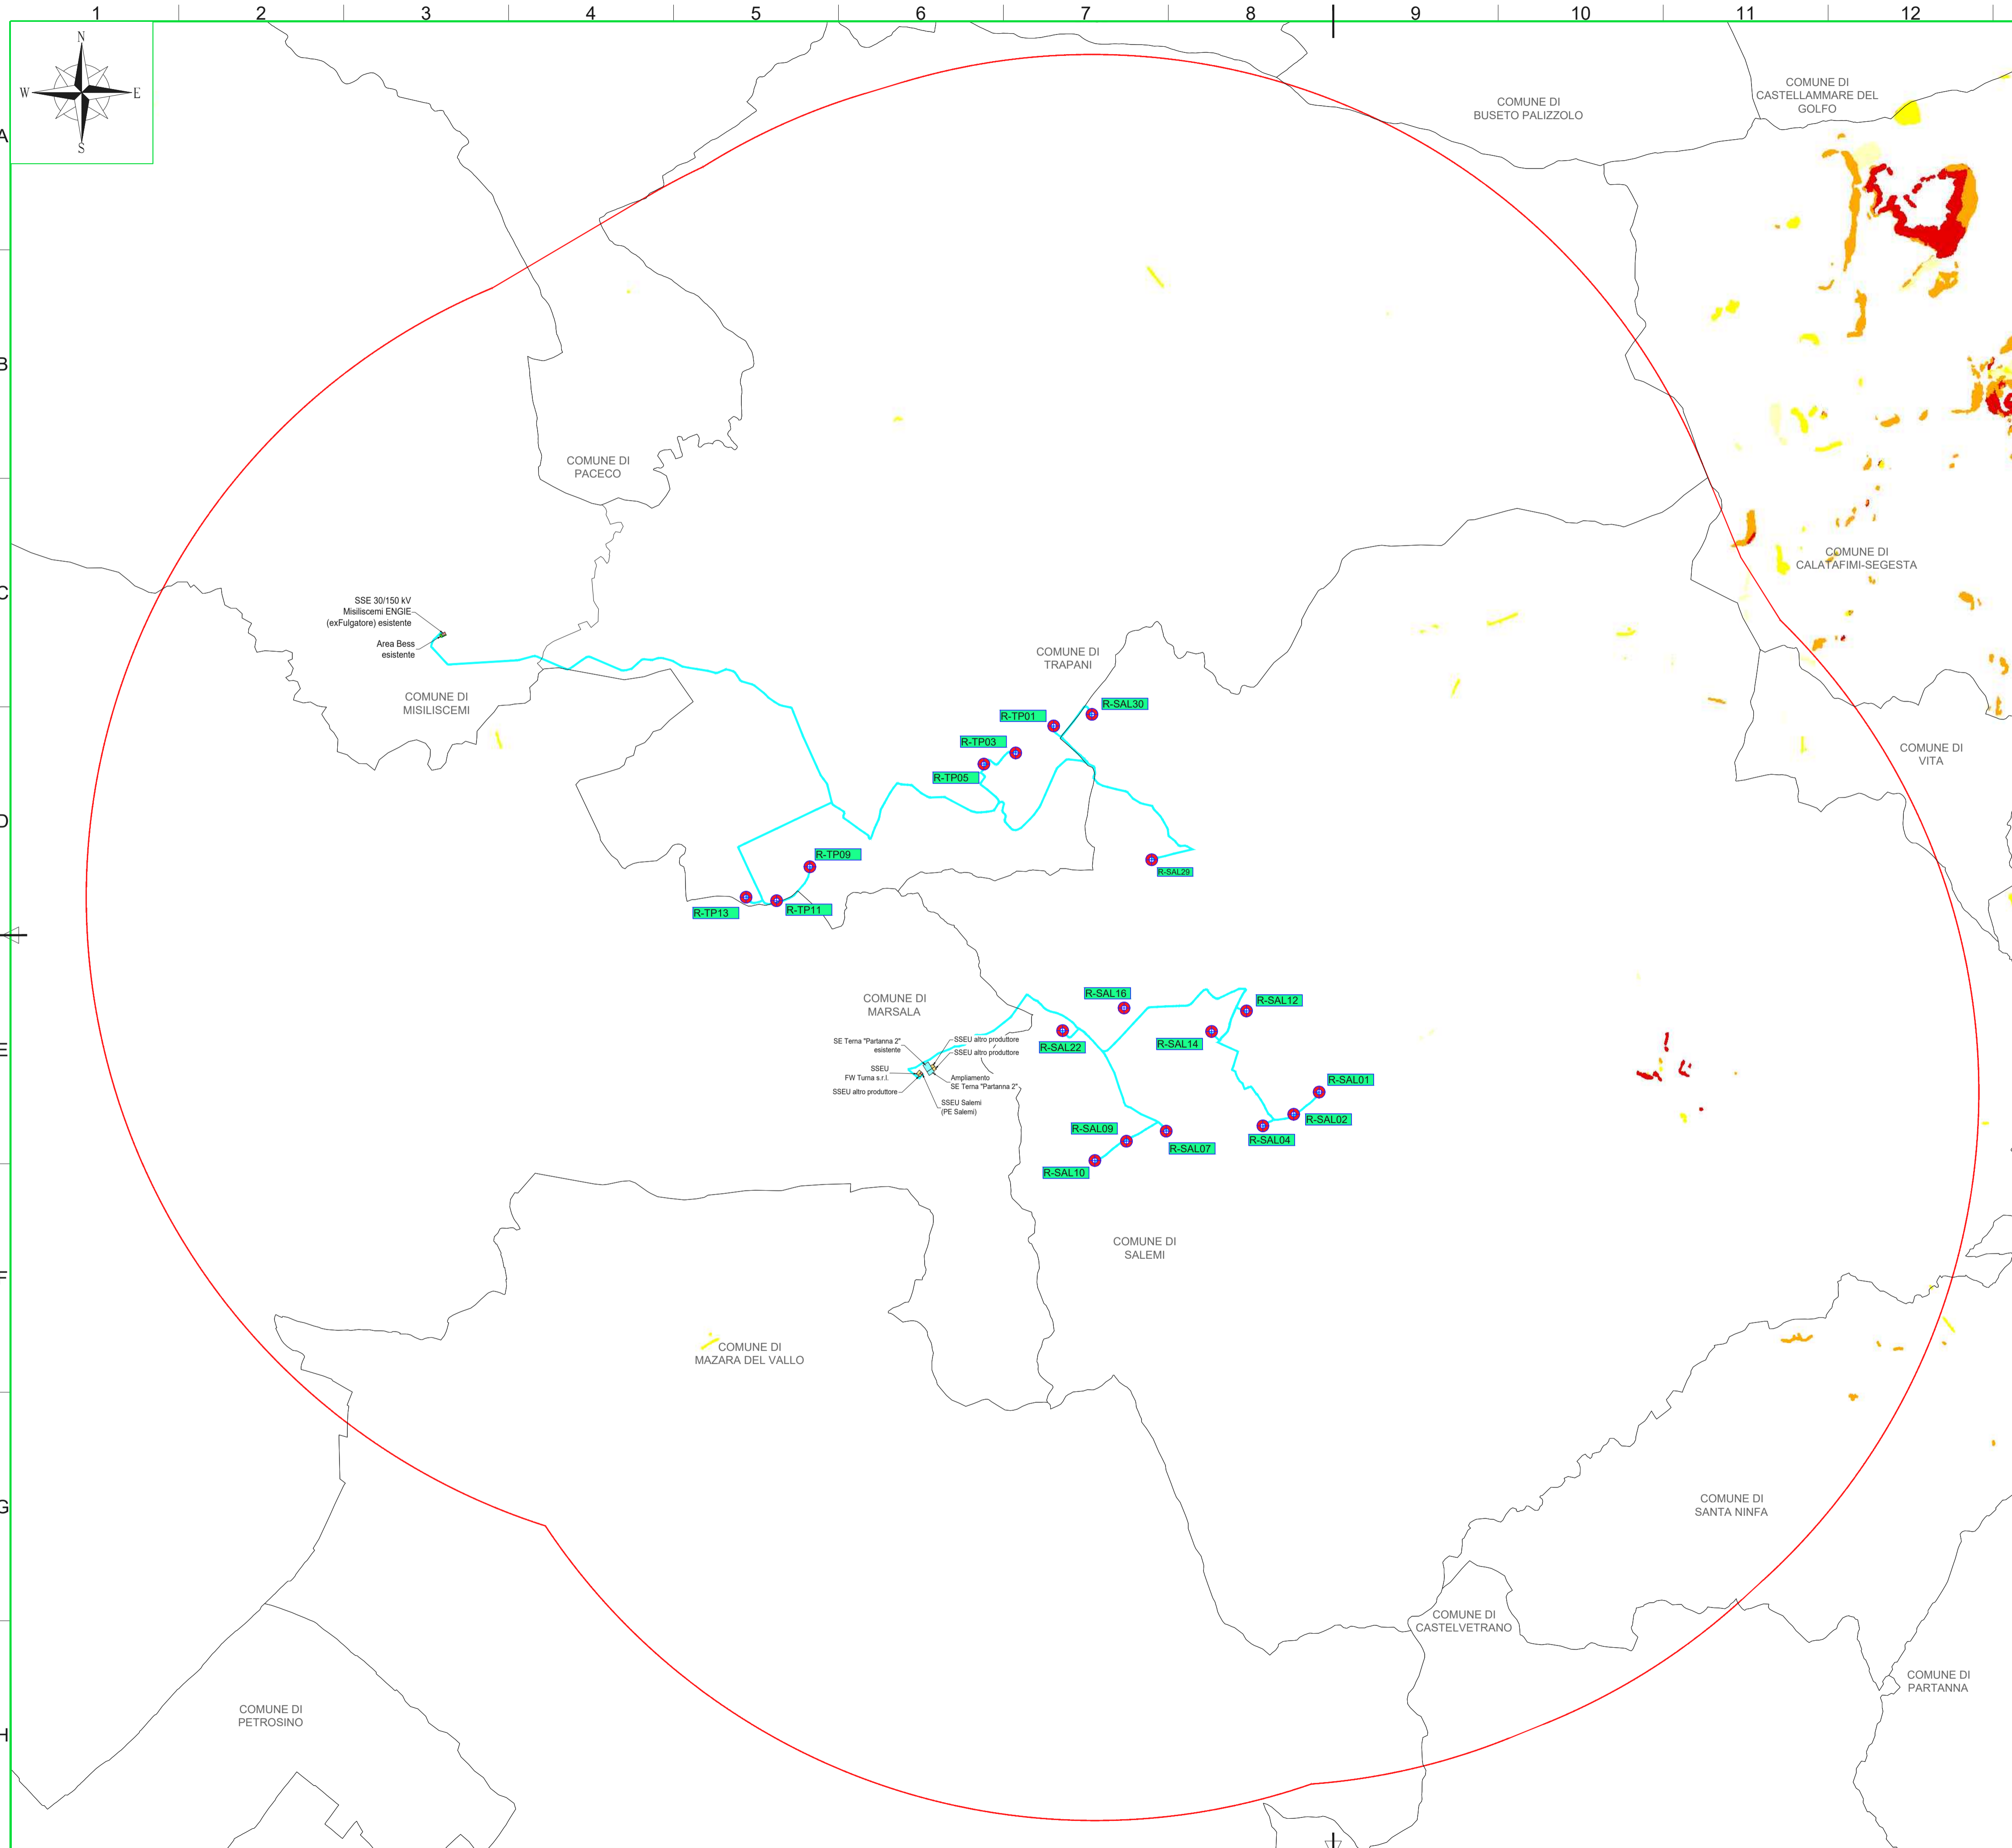 1 2 3 4 5 6 7 8 9 10 11 12
N
W E
S
A
B
C
D
E
F
G
H
COMUNE DI
BUSETO PALIZZOLO
COMUNE DI
CASTELLAMMARE DEL
GOLFO
COMUNE DI
PACECO
COMUNE DI
CALATAFIMI-SEGESTA
SSE 30/150 kV
Misiliscemi ENGIE
(exFulgatore) esistente
Area Bess
esistente
COMUNE DI
MISILISCEMI
COMUNE DI
TRAPANI
R-SAL30
R-TP01
R-TP03
R-TP05
COMUNE DI
VITA
R-TP09
R-SAL29
R-TP13
R-TP11
COMUNE DI
MARSALA
R-SAL16
R-SAL12
R-SAL22
R-SAL14
SE Terna "Partanna 2"
esistente
SSEU altro produttore
SSEU altro produttore
SSEU
FW Turna s.r.l.
SSEU altro produttore
Ampliamento
SE Terna "Partanna 2"
SSEU Salemi
(PE Salemi)
R-SAL01
R-SAL02
R-SAL04
R-SAL09
R-SAL07
R-SAL10
COMUNE DI
SALEMI
COMUNE DI
MAZARA DEL VALLO
COMUNE DI
SANTA NINFA
COMUNE DI
CASTELVETRANO
COMUNE DI
PARTANNA
COMUNE DI
PETROSINO